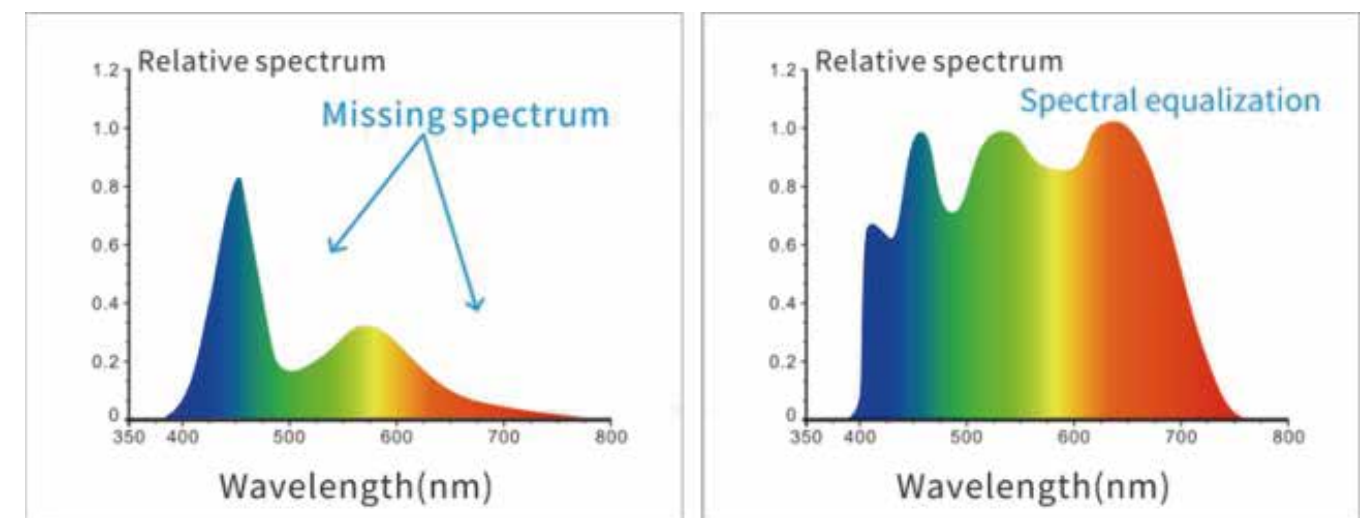 Relative spectrum
Missing spectrum
1.2
1.0
0.8
0.6
0.4
0.2
0
350 400 500 600 700 800
Wavelength(nm)
Relative spectrum
Spectral equalization
1.2
1.0
0.8
0.6
0.4
0.2
0
350 400 500 600 700 800
Wavelength(nm)